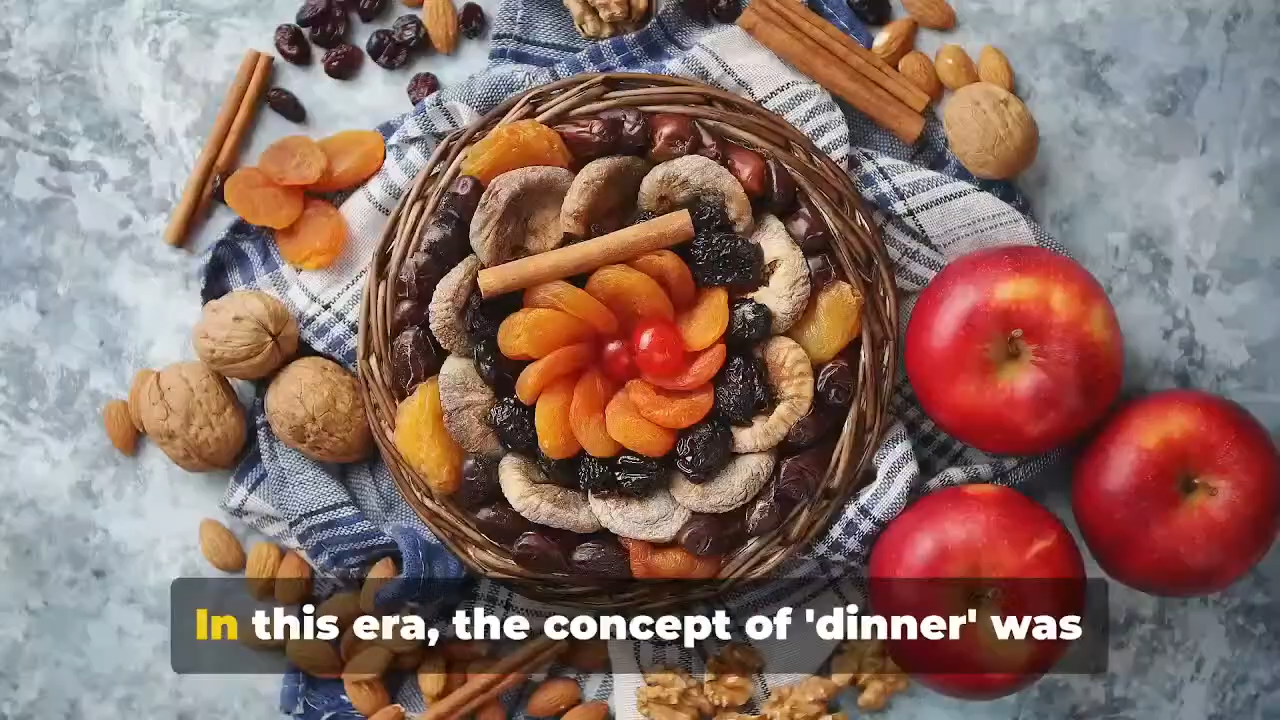 In this era, the concept of 'dinner' was